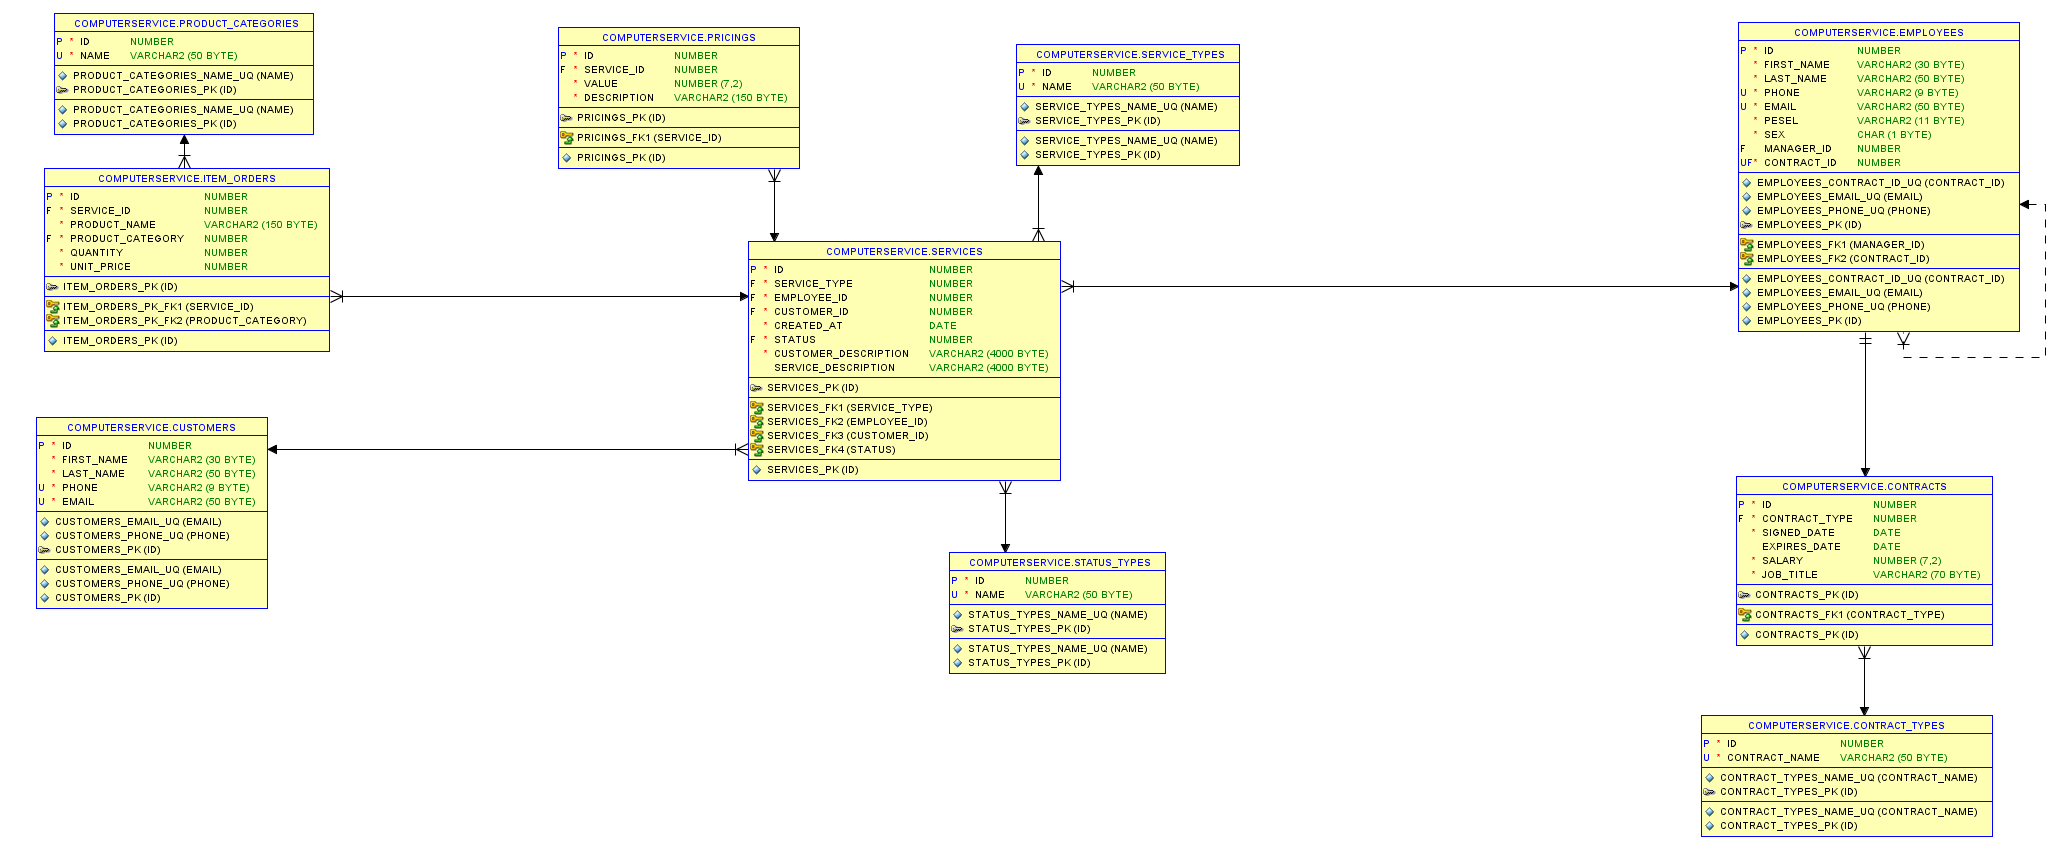 COMPUTERSERVICE.PRODUCT_CATEGORIES
P * ID NUMBER
U * NAME VARCHAR2 (50 BYTE)
PRODUCT_CATEGORIES_NAME_UQ (NAME)
PRODUCT_CATEGORIES_PK (ID)
PRODUCT_CATEGORIES_NAME_UQ (NAME)
PRODUCT_CATEGORIES_PK (ID)
COMPUTERSERVICE.ITEM_ORDERS
P * ID NUMBER
F * SERVICE_ID NUMBER
* PRODUCT_NAME VARCHAR2 (150 BYTE)
F * PRODUCT_CATEGORY NUMBER
* QUANTITY NUMBER
* UNIT_PRICE NUMBER
ITEM_ORDERS_PK (ID)
ITEM_ORDERS_PK_FK1 (SERVICE_ID)
ITEM_ORDERS_PK_FK2 (PRODUCT_CATEGORY)
ITEM_ORDERS_PK (ID)
COMPUTERSERVICE.CUSTOMERS
P * ID NUMBER
* FIRST_NAME VARCHAR2 (30 BYTE)
* LAST_NAME VARCHAR2 (50 BYTE)
U * PHONE VARCHAR2 (9 BYTE)
U * EMAIL VARCHAR2 (50 BYTE)
CUSTOMERS_EMAIL_UQ (EMAIL)
CUSTOMERS_PHONE_UQ (PHONE)
CUSTOMERS_PK (ID)
CUSTOMERS_EMAIL_UQ (EMAIL)
CUSTOMERS_PHONE_UQ (PHONE)
CUSTOMERS_PK (ID)
COMPUTERSERVICE.PRICINGS
P * ID NUMBER
F * SERVICE_ID NUMBER
* VALUE NUMBER (7,2)
* DESCRIPTION VARCHAR2 (150 BYTE)
PRICINGS_PK (ID)
PRICINGS_FK1 (SERVICE_ID)
PRICINGS_PK (ID)
COMPUTERSERVICE.SERVICE_TYPES
P * ID NUMBER
U * NAME VARCHAR2 (50 BYTE)
SERVICE_TYPES_NAME_UQ (NAME)
SERVICE_TYPES_PK (ID)
SERVICE_TYPES_NAME_UQ (NAME)
SERVICE_TYPES_PK (ID)
COMPUTERSERVICE.SERVICES
P * ID NUMBER
F * SERVICE_TYPE NUMBER
F * EMPLOYEE_ID NUMBER
F * CUSTOMER_ID NUMBER
* CREATED_AT DATE
F * STATUS NUMBER
* CUSTOMER_DESCRIPTION VARCHAR2 (4000 BYTE)
SERVICE_DESCRIPTION VARCHAR2 (4000 BYTE)
SERVICES_PK (ID)
SERVICES_FK1 (SERVICE_TYPE)
SERVICES_FK2 (EMPLOYEE_ID)
SERVICES_FK3 (CUSTOMER_ID)
SERVICES_FK4 (STATUS)
SERVICES_PK (ID)
COMPUTERSERVICE.STATUS_TYPES
P * ID NUMBER
U * NAME VARCHAR2 (50 BYTE)
STATUS_TYPES_NAME_UQ (NAME)
STATUS_TYPES_PK (ID)
STATUS_TYPES_NAME_UQ (NAME)
STATUS_TYPES_PK (ID)
COMPUTERSERVICE.EMPLOYEES
P * ID NUMBER
* FIRST_NAME VARCHAR2 (30 BYTE)
* LAST_NAME VARCHAR2 (50 BYTE)
U * PHONE VARCHAR2 (9 BYTE)
U * EMAIL VARCHAR2 (50 BYTE)
* PESEL VARCHAR2 (11 BYTE)
* SEX CHAR (1 BYTE)
F MANAGER_ID NUMBER
UF* CONTRACT_ID NUMBER
EMPLOYEES_CONTRACT_ID_UQ (CONTRACT_ID)
EMPLOYEES_EMAIL_UQ (EMAIL)
EMPLOYEES_PHONE_UQ (PHONE)
EMPLOYEES_PK (ID)
EMPLOYEES_FK1 (MANAGER_ID)
EMPLOYEES_FK2 (CONTRACT_ID)
EMPLOYEES_CONTRACT_ID_UQ (CONTRACT_ID)
EMPLOYEES_EMAIL_UQ (EMAIL)
EMPLOYEES_PHONE_UQ (PHONE)
EMPLOYEES_PK (ID)
COMPUTERSERVICE.CONTRACTS
P * ID NUMBER
F * CONTRACT_TYPE NUMBER
* SIGNED_DATE DATE
EXPIRES_DATE DATE
* SALARY NUMBER (7,2)
* JOB_TITLE VARCHAR2 (70 BYTE)
CONTRACTS_PK (ID)
CONTRACTS_FK1 (CONTRACT_TYPE)
CONTRACTS_PK (ID)
COMPUTERSERVICE.CONTRACT_TYPES
P * ID NUMBER
U * CONTRACT_NAME VARCHAR2 (50 BYTE)
CONTRACT_TYPES_NAME_UQ (CONTRACT_NAME)
CONTRACT_TYPES_PK (ID)
CONTRACT_TYPES_NAME_UQ (CONTRACT_NAME)
CONTRACT_TYPES_PK (ID)